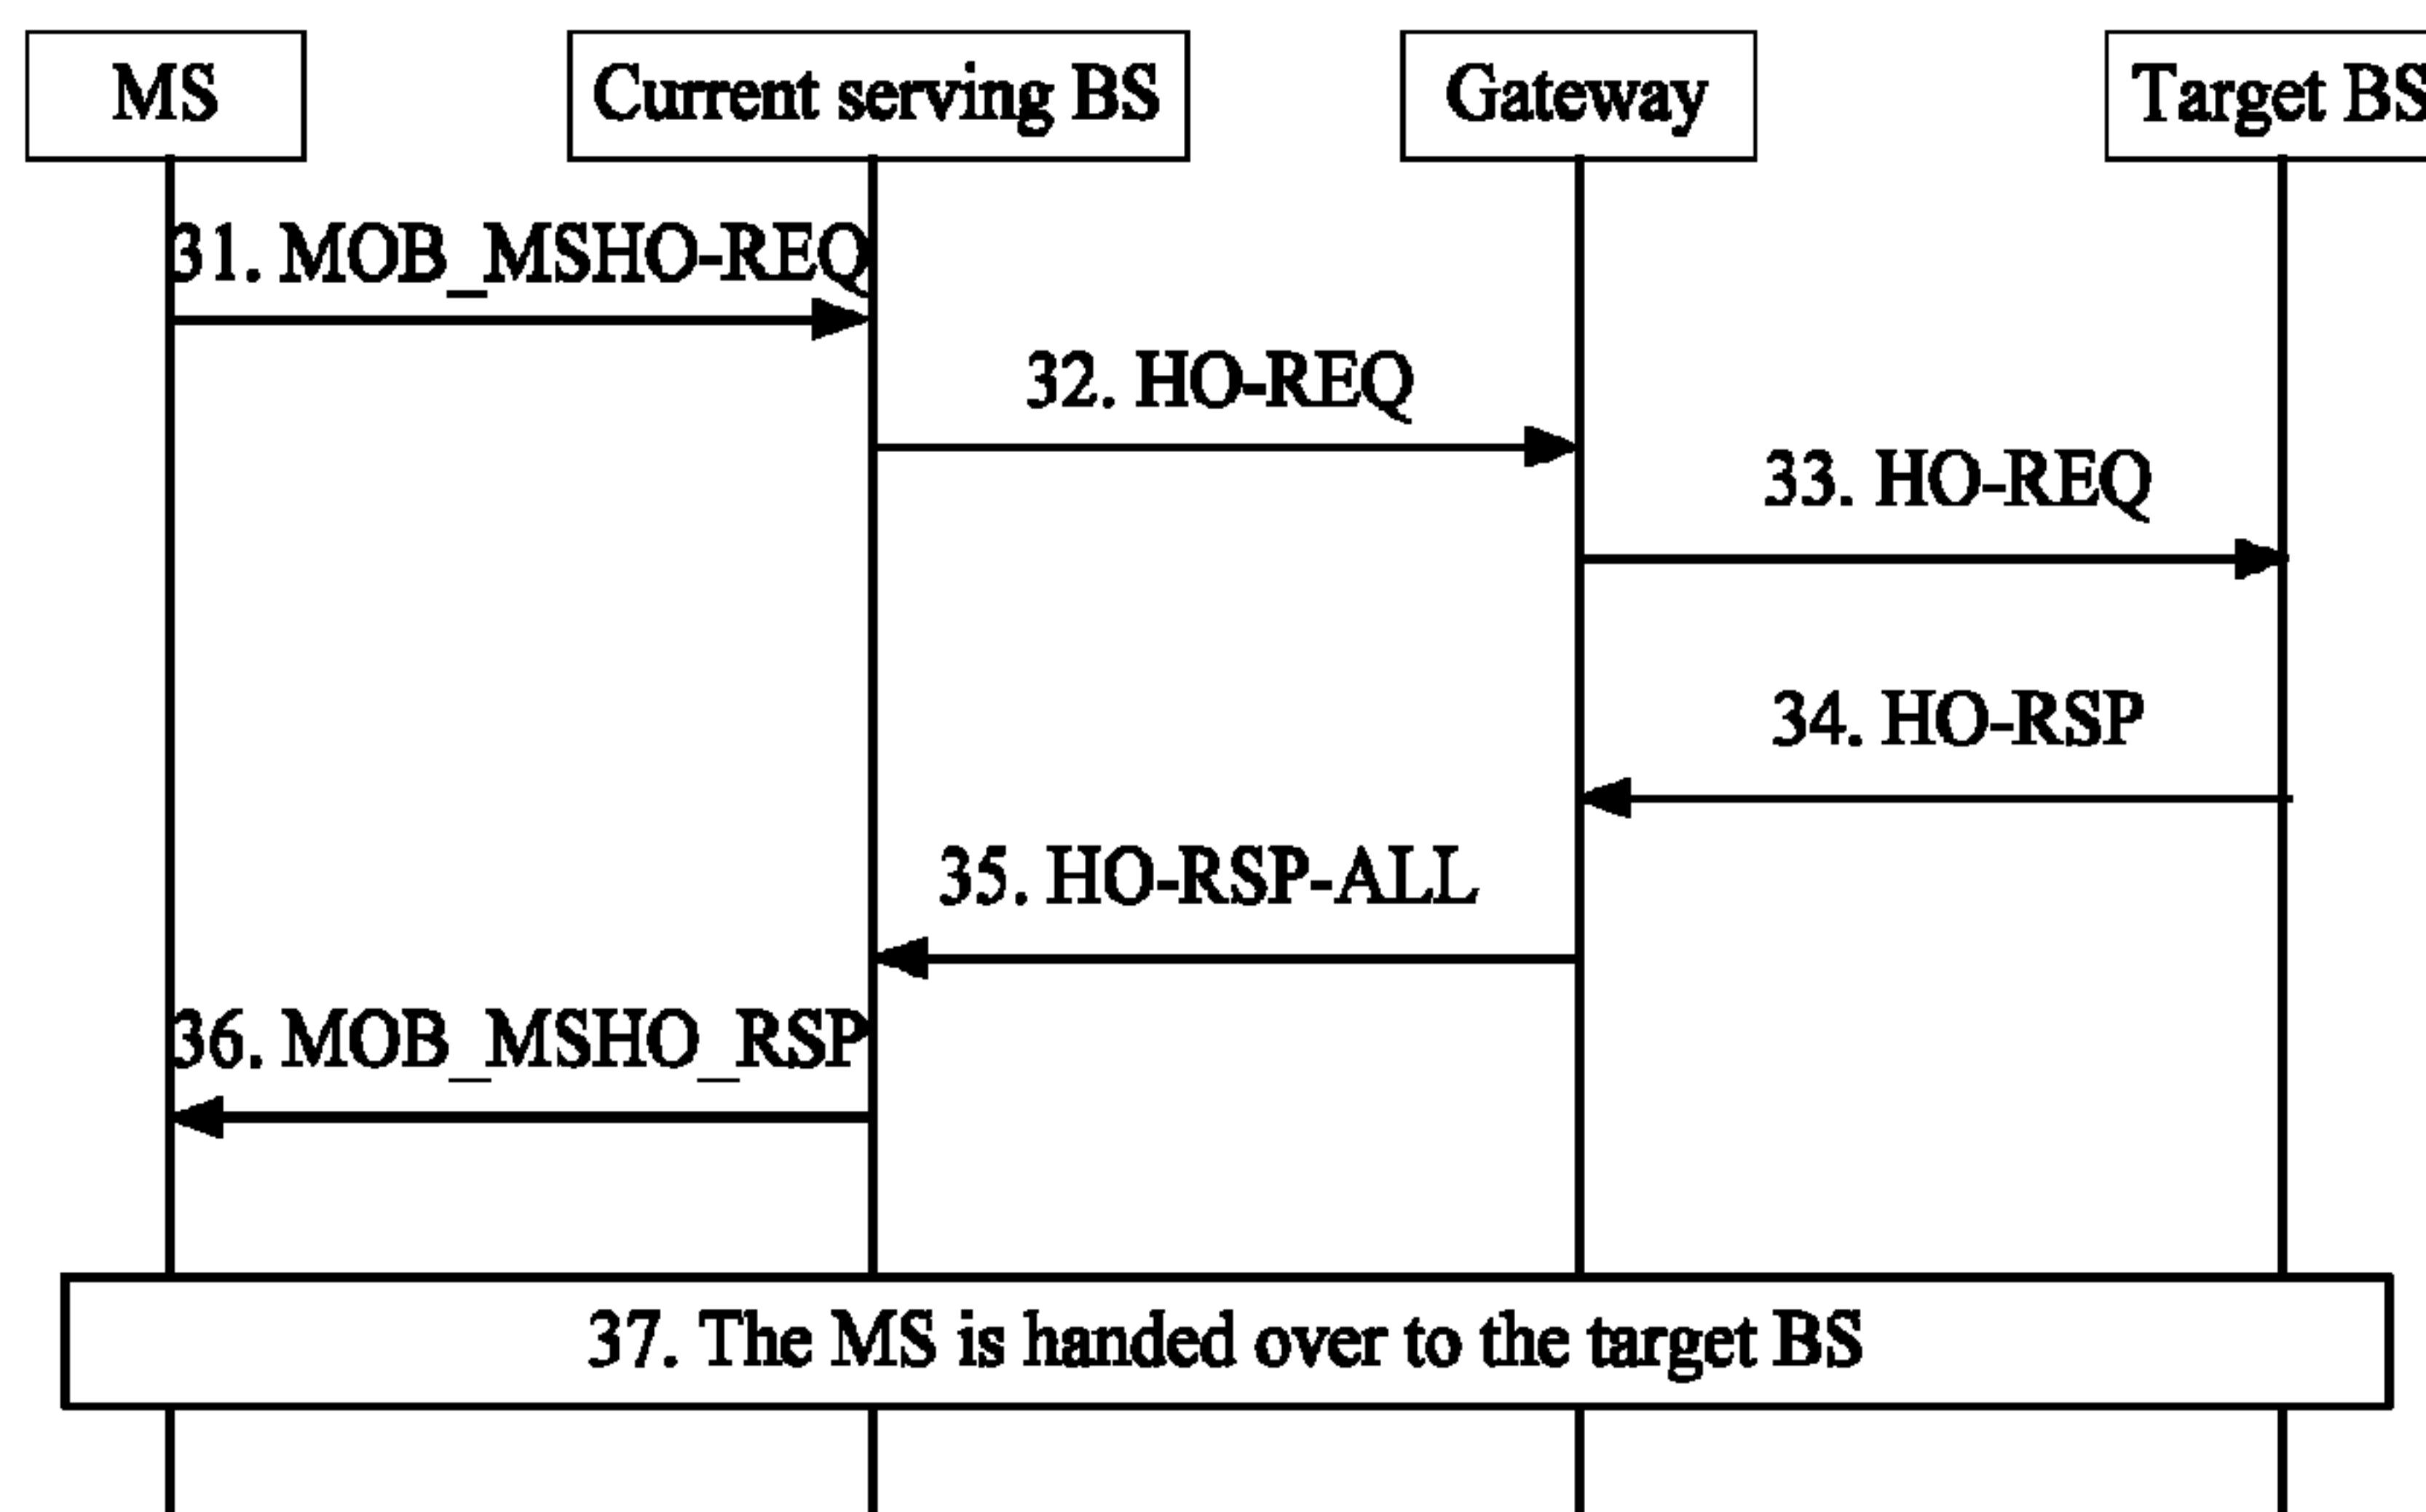 MS
Current serving BS
Gateway
Target BS
31. MOB_MSHO-REQ
32. HO-REQ
33. HO-REQ
34. HO-RSP
35. HO-RSP-ALL
36. MOB_MSHO_RSP
37. The MS is handed over to the target BS